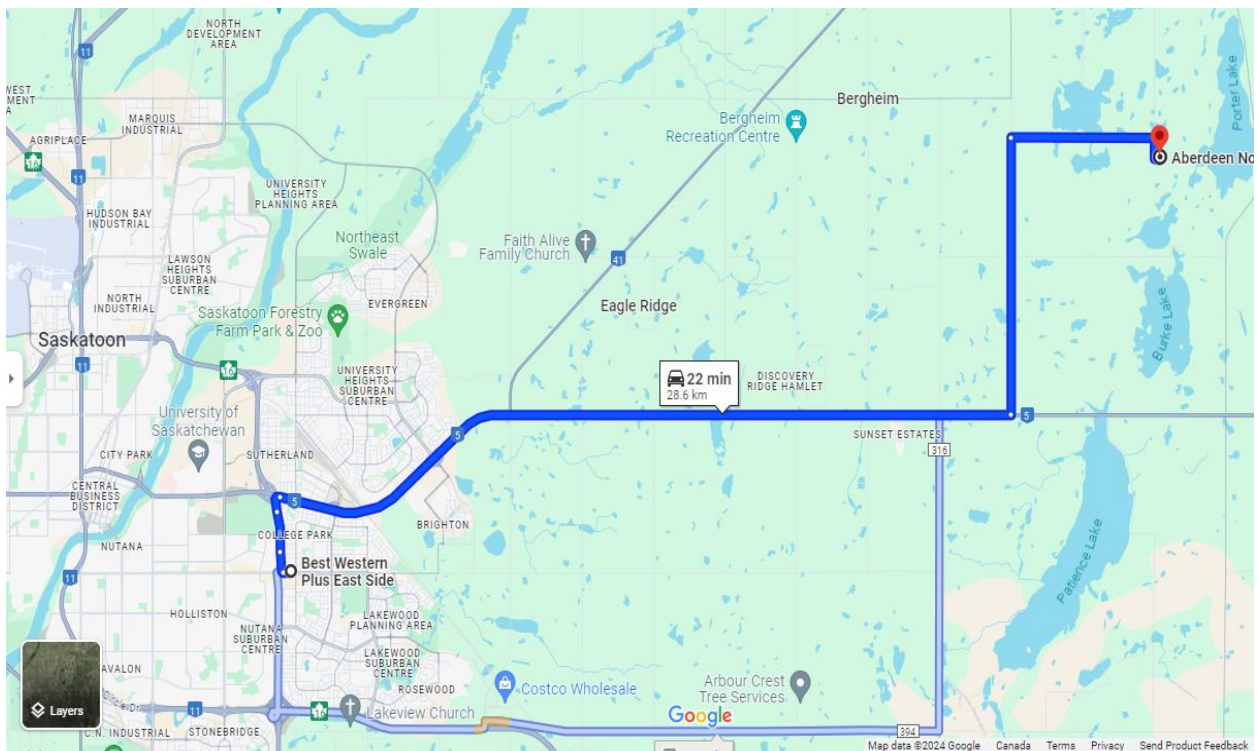 NORTH
DEVELOPMENT
AREA
11
WEST
MENT
A
MARQUIS
INDUSTRIAL
AGRIPLACE
16
Bergheim
Bergheim
Recreation Centre
Porter Lake
Aberdeen No
UNIVERSITY
HEIGHTS
PLANNING AREA
HUDSON BAY
INDUSTRIAL
Northeast
Swale
LAWSON
HEIGHTS
SUBURBAN
CENTRE
Faith Alive
Family Church
41
NORTH
INDUSTRIAL
EVERGREEN
Eagle Ridge
Saskatoon Forestry
Farm Park & Zoo
Burke Lake
Saskatoon
11
16
UNIVERSITY
HEIGHTS
SUBURBAN
CENTRE
22 min
28.6 km
DISCOVERY
RIDGE HAMLET
University of
Saskatchewan
5
5
SUNSET ESTATES
316
CITY PARK
SUTHERLAND
CENTRAL
BUSINESS
DISTRICT
5
BRIGHTON
COLLEGE PARK
NUTANA
Patience Lake
11
Best Western
Plus East Side
HOLLISTON
LAKEWOOD
PLANNING AREA
NUTANA
SUBURBAN
CENTRE
LAKEWOOD
SUBURBAN
CENTRE
AVALON
ROSEWOOD
Costco Wholesale
Arbour Crest
Tree Services
Layers
11
16
Lakeview Church
Google
C.N. INDUSTRIAL
STONEBRIDGE
394
Map data ©2024 Google Canada Terms Privacy Send Product Feedback